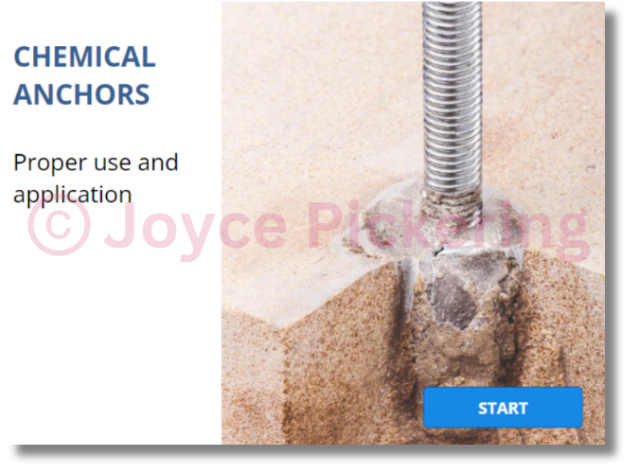 CHEMICAL
ANCHORS
Proper use and
application
© Joyce Pickering
START